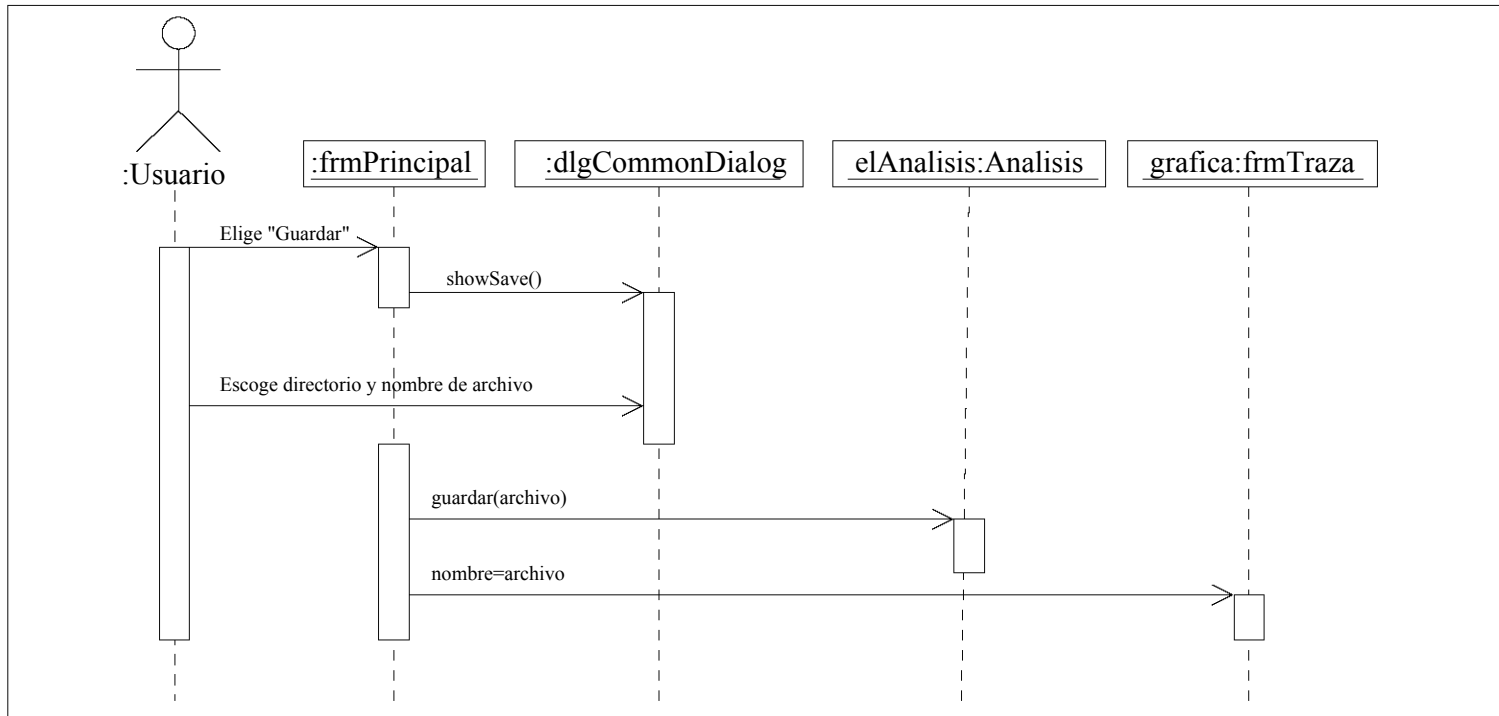 :Usuario
:frmPrincipal
:dlgCommonDialog
elAnalisis:Analisis
grafica:frmTraza
Elige "Guardar"
showSave()
Escoge directorio y nombre de archivo
guardar(archivo)
nombre=archivo